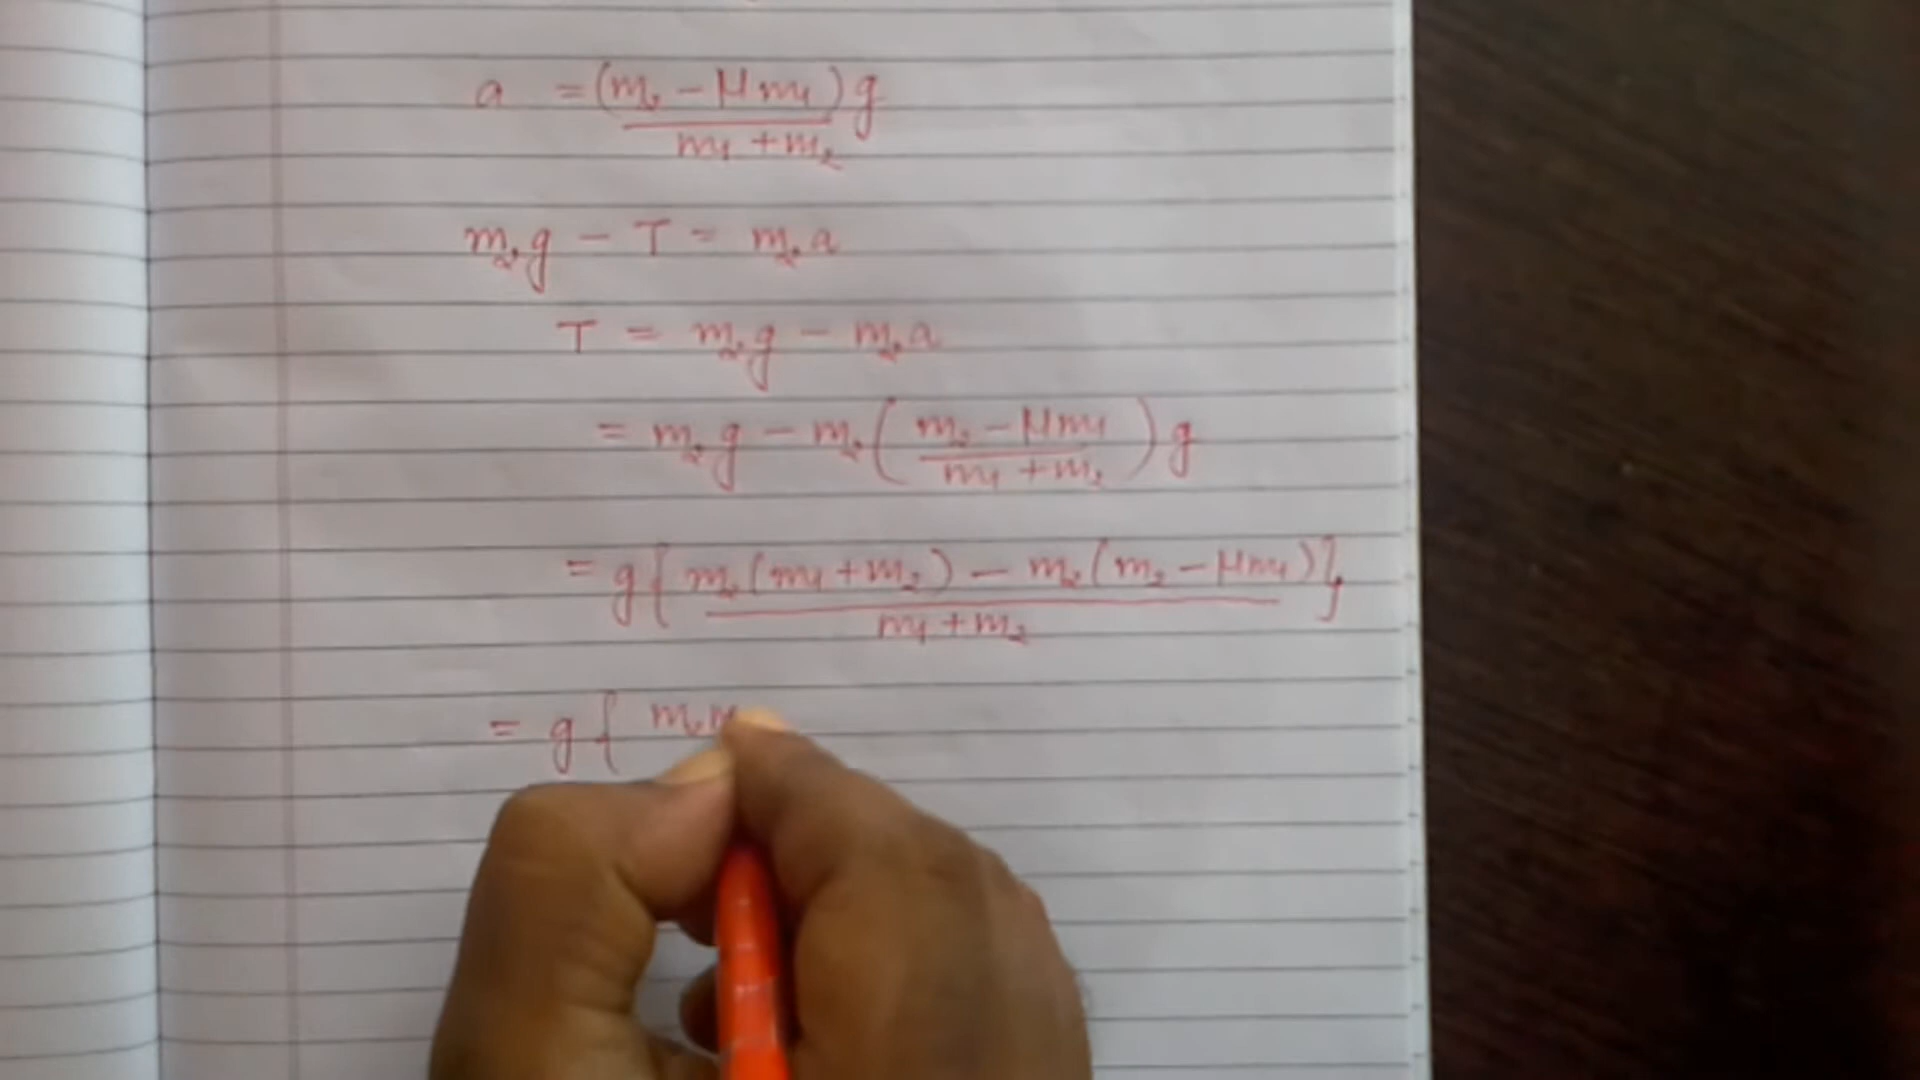 a = (m₂ - μm₁)g
m₁ + m₂
m₂g - T = m₂a
T = m₂g - m₂a
= m₂g - m₂(m₂ - μm₁ / m₁ + m₂)g
= g{m₂(m₁+m₂) - m₂(m₂ - μm₁)}
m₁ + m₂
= g{ m₂m